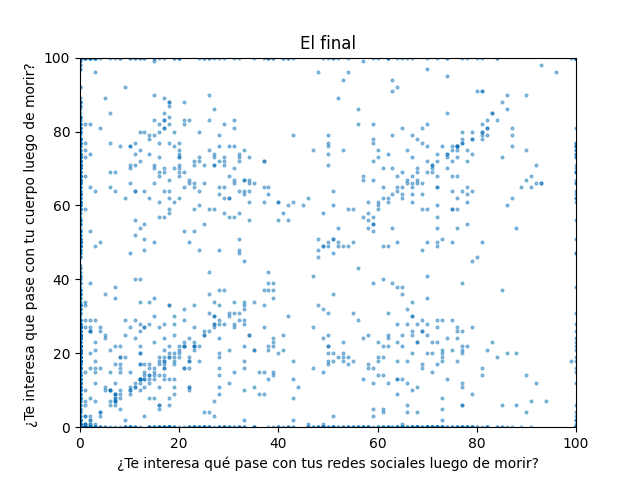 El final
100
80
60
40
20
0
¿Te interesa que pase con tu cuerpo luego de morir?
0 20 40 60 80 100
¿Te interesa qué pase con tus redes sociales luego de morir?